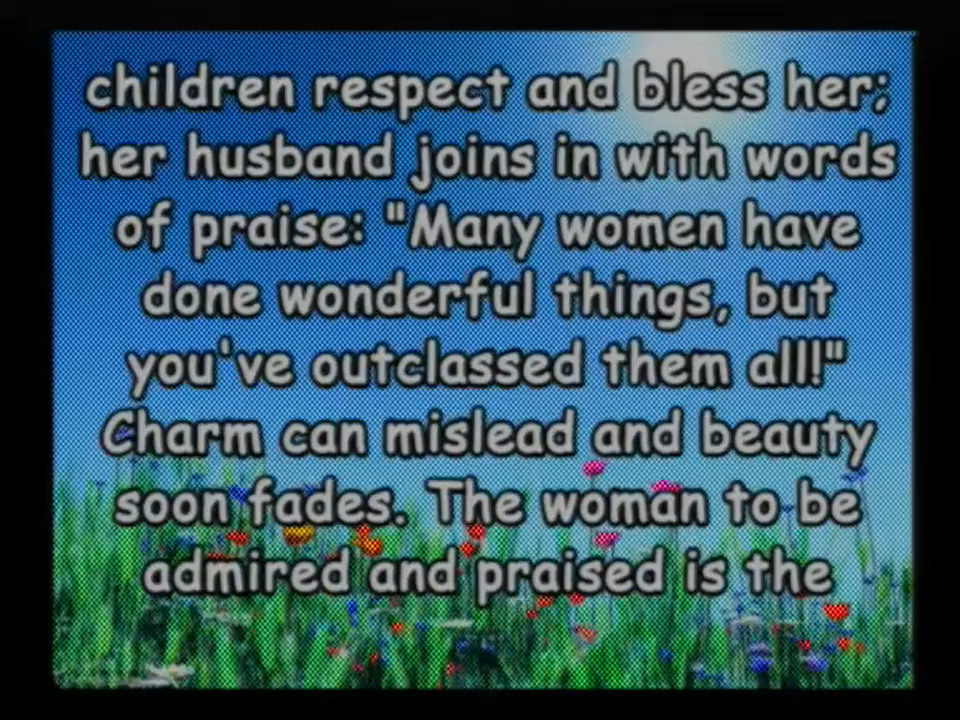 children respect and bless her;
her husband joins in with words
of praise: "Many women have
done wonderful things, but
you've outclassed them all!"
Charm can mislead and beauty
soon fades. The woman to be
admired and praised is the